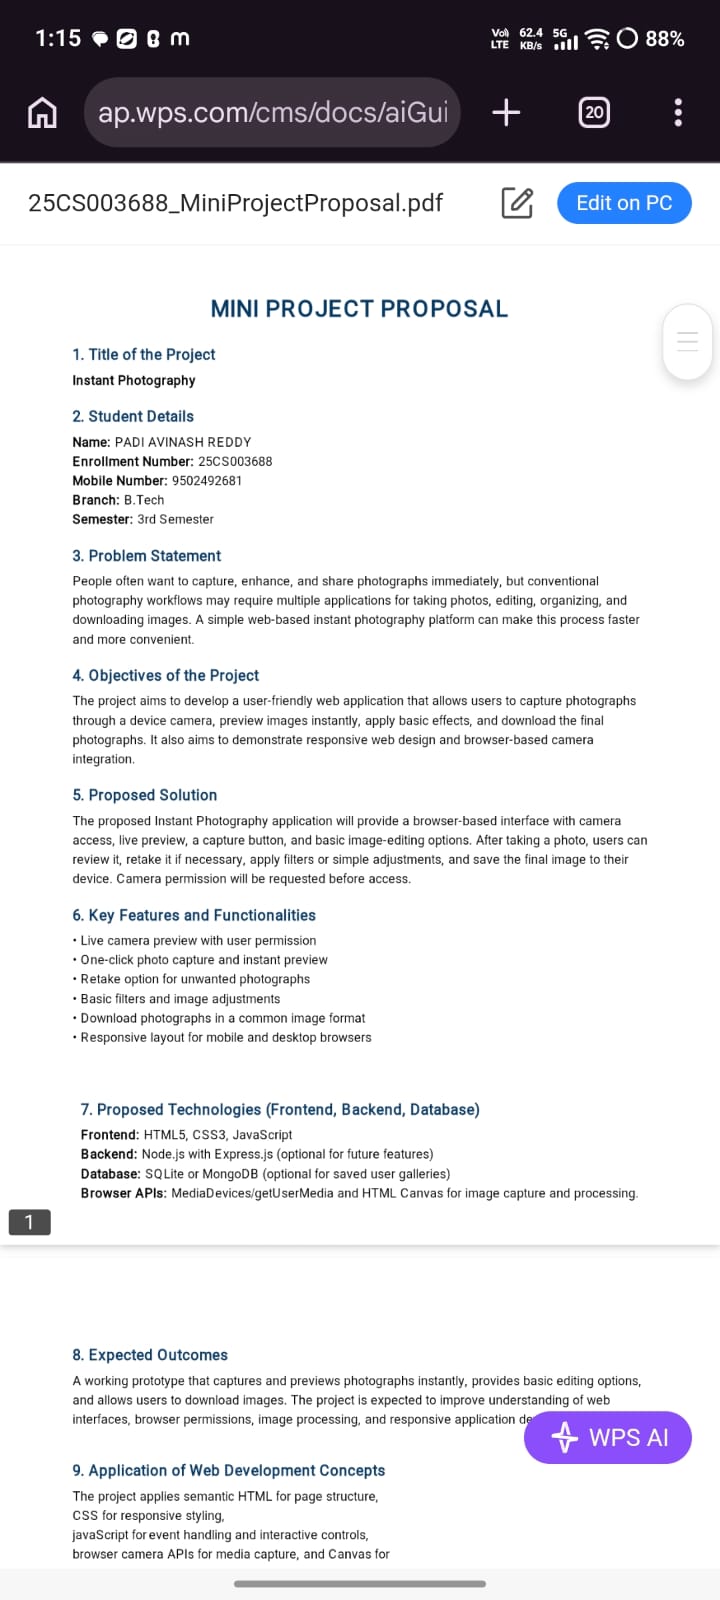 1:15
Vo) LTE 62.4 KB/s 5G 88%
ap.wps.com/cms/docs/aiGui
20
25CS003688_MiniProjectProposal.pdf
Edit on PC
MINI PROJECT PROPOSAL
1. Title of the Project
Instant Photography
2. Student Details
Name: PADI AVINASH REDDY
Enrollment Number: 25CS003688
Mobile Number: 9502492681
Branch: B.Tech
Semester: 3rd Semester
3. Problem Statement
People often want to capture, enhance, and share photographs immediately, but conventional
photography workflows may require multiple applications for taking photos, editing, organizing, and
downloading images. A simple web-based instant photography platform can make this process faster
and more convenient.
4. Objectives of the Project
The project aims to develop a user-friendly web application that allows users to capture photographs
through a device camera, preview images instantly, apply basic effects, and download the final
photographs. It also aims to demonstrate responsive web design and browser-based camera
integration.
5. Proposed Solution
The proposed Instant Photography application will provide a browser-based interface with camera
access, live preview, a capture button, and basic image-editing options. After taking a photo, users can
review it, retake it if necessary, apply filters or simple adjustments, and save the final image to their
device. Camera permission will be requested before access.
6. Key Features and Functionalities
• Live camera preview with user permission
• One-click photo capture and instant preview
• Retake option for unwanted photographs
• Basic filters and image adjustments
• Download photographs in a common image format
• Responsive layout for mobile and desktop browsers
7. Proposed Technologies (Frontend, Backend, Database)
Frontend: HTML5, CSS3, JavaScript
Backend: Node.js with Express.js (optional for future features)
Database: SQLite or MongoDB (optional for saved user galleries)
Browser APIs: MediaDevices/getUserMedia and HTML Canvas for image capture and processing.
1
8. Expected Outcomes
A working prototype that captures and previews photographs instantly, provides basic editing options,
and allows users to download images. The project is expected to improve understanding of web
interfaces, browser permissions, image processing, and responsive application de
WPS AI
9. Application of Web Development Concepts
The project applies semantic HTML for page structure,
CSS for responsive styling,
javaScript for event handling and interactive controls,
browser camera APIs for media capture, and Canvas for